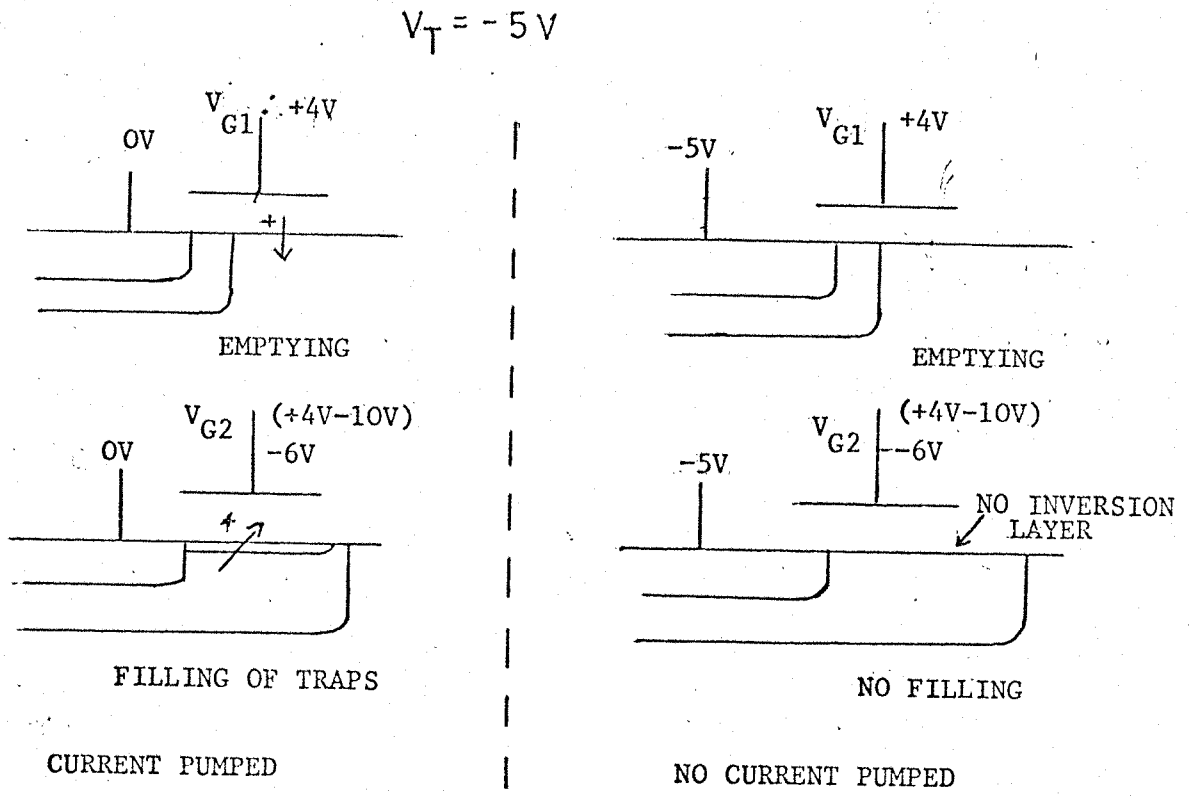 V_T = - 5 V
V_G1 : +4V
0V
+
EMPTYING
V_G2 (+4V-10V)
-6V
0V
+
FILLING OF TRAPS
CURRENT PUMPED
V_G1 +4V
-5V
EMPTYING
V_G2 (+4V-10V)
--6V
-5V
NO INVERSION
LAYER
NO FILLING
NO CURRENT PUMPED